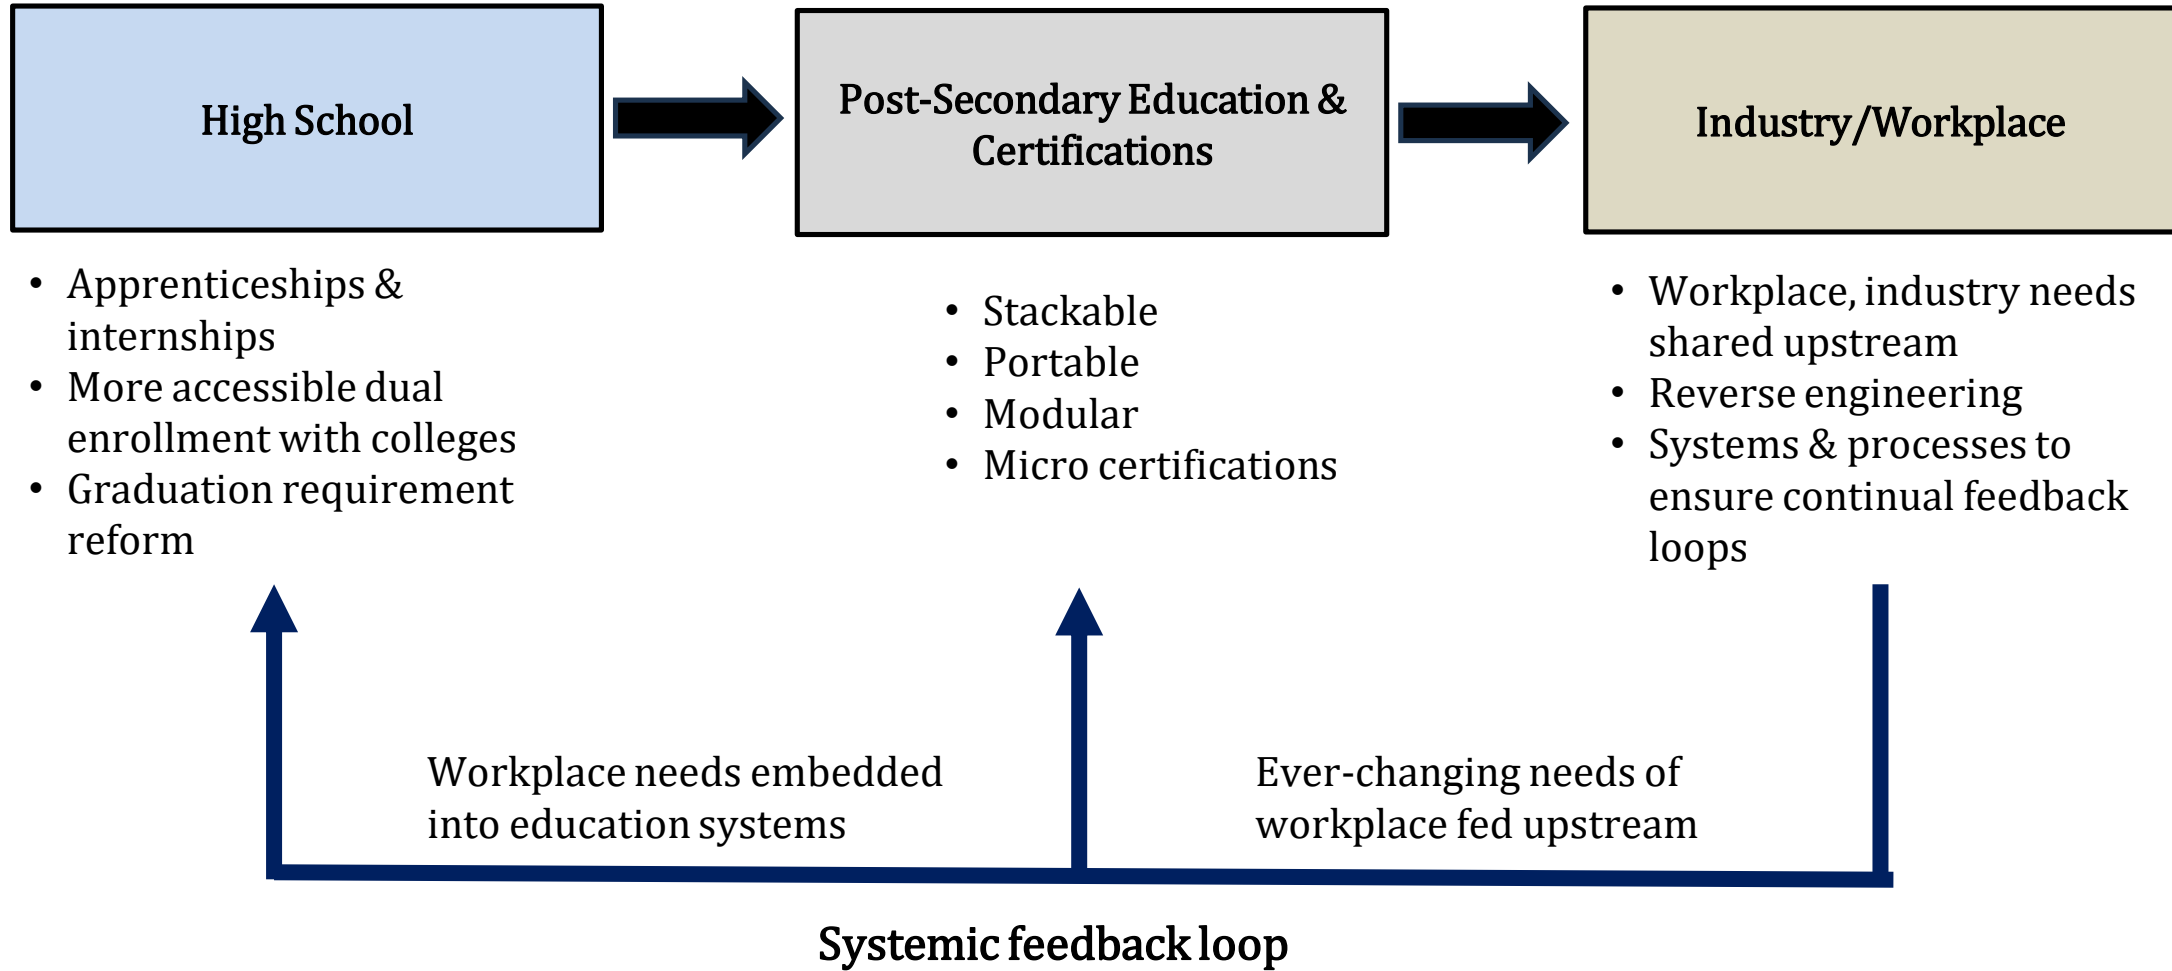 High School
Post-Secondary Education &
Certifications
Industry/Workplace
• Apprenticeships &
internships
• More accessible dual
enrollment with colleges
• Graduation requirement
reform
• Stackable
• Portable
• Modular
• Micro certifications
• Workplace, industry needs
shared upstream
• Reverse engineering
• Systems & processes to
ensure continual feedback
loops
Workplace needs embedded
into education systems
Ever-changing needs of
workplace fed upstream
Systemic feedback loop